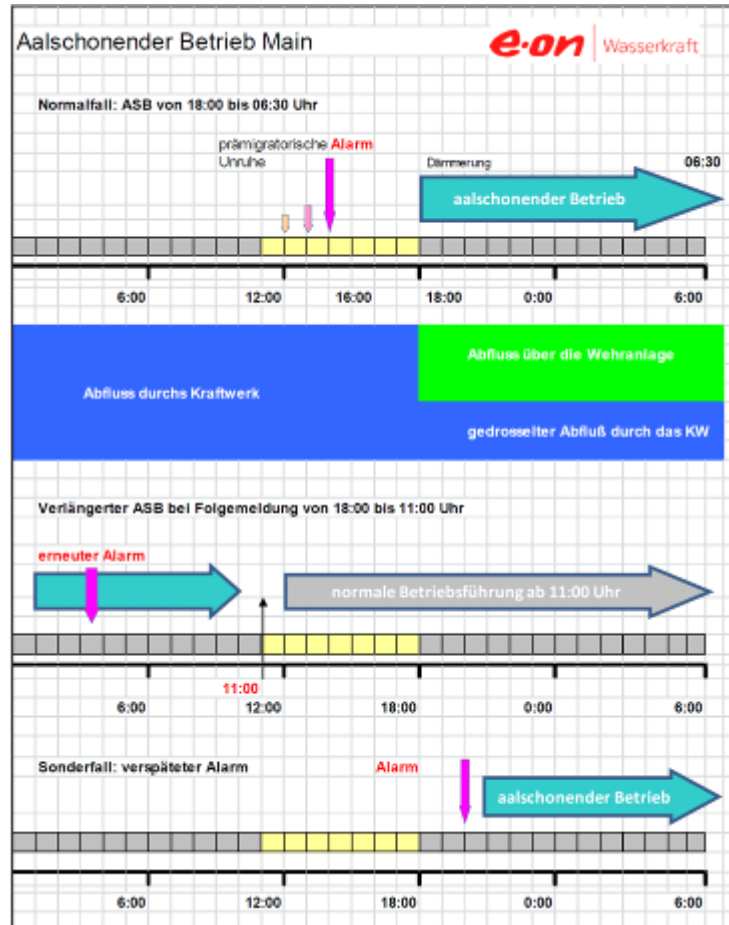 Aalschonender Betrieb Main
e·on | Wasserkraft
Normalfall: ASB von 18:00 bis 06:30 Uhr
prämigratorische Alarm
Unruhe
Dämmerung
06:30
aalschonender Betrieb
6:00 12:00 16:00 18:00 0:00 6:00
Abfluss über die Wehranlage
Abfluss durchs Kraftwerk
gedrosselter Abfluß durch das KW
Verlängerter ASB bei Folgemeldung von 18:00 bis 11:00 Uhr
erneuter Alarm
normale Betriebsführung ab 11:00 Uhr
11:00
6:00 12:00 18:00 0:00 6:00
Sonderfall: verspäteter Alarm
Alarm
aalschonender Betrieb
6:00 12:00 18:00 0:00 6:00